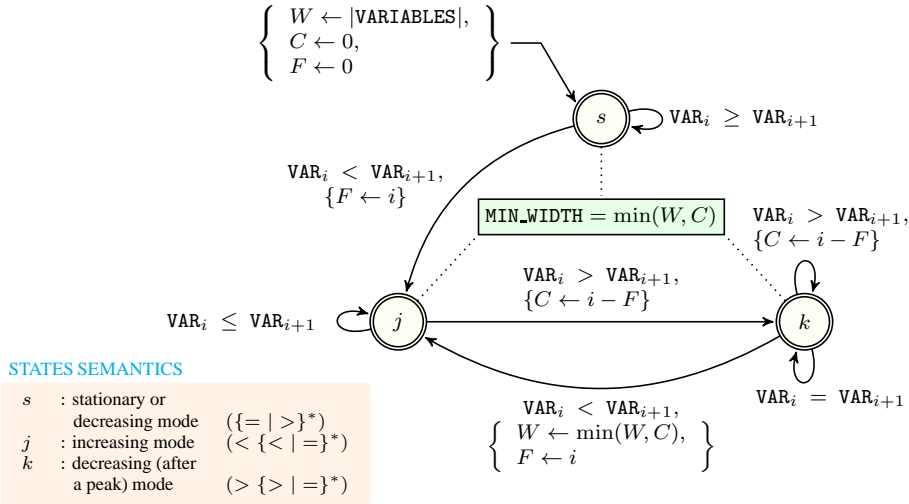 W ← |VARIABLES|,
C ← 0,
F ← 0
s
VAR_i ≥ VAR_{i+1}
VAR_i < VAR_{i+1},
{F ← i}
MIN_WIDTH = min(W, C)
VAR_i > VAR_{i+1},
{C ← i − F}
VAR_i > VAR_{i+1},
{C ← i − F}
VAR_i ≤ VAR_{i+1}
j
k
STATES SEMANTICS
VAR_i = VAR_{i+1}
VAR_i < VAR_{i+1},
W ← min(W, C),
F ← i
s : stationary or
decreasing mode ({= | >}*)
j : increasing mode (< {< | =}*)
k : decreasing (after
a peak) mode (> {> | =}*)